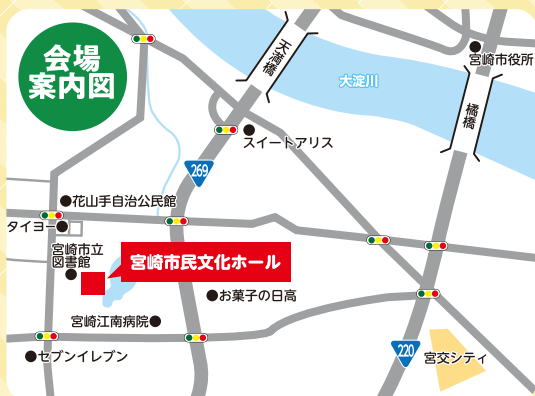 会場
案内図
天満橋
宮崎市役所
大淀川
橘橋
スイートアリス
269
花山手自治公民館
タイヨー
宮崎市立
図書館
宮崎市民文化ホール
お菓子の日高
宮崎江南病院
セブンイレブン
220
宮交シティ